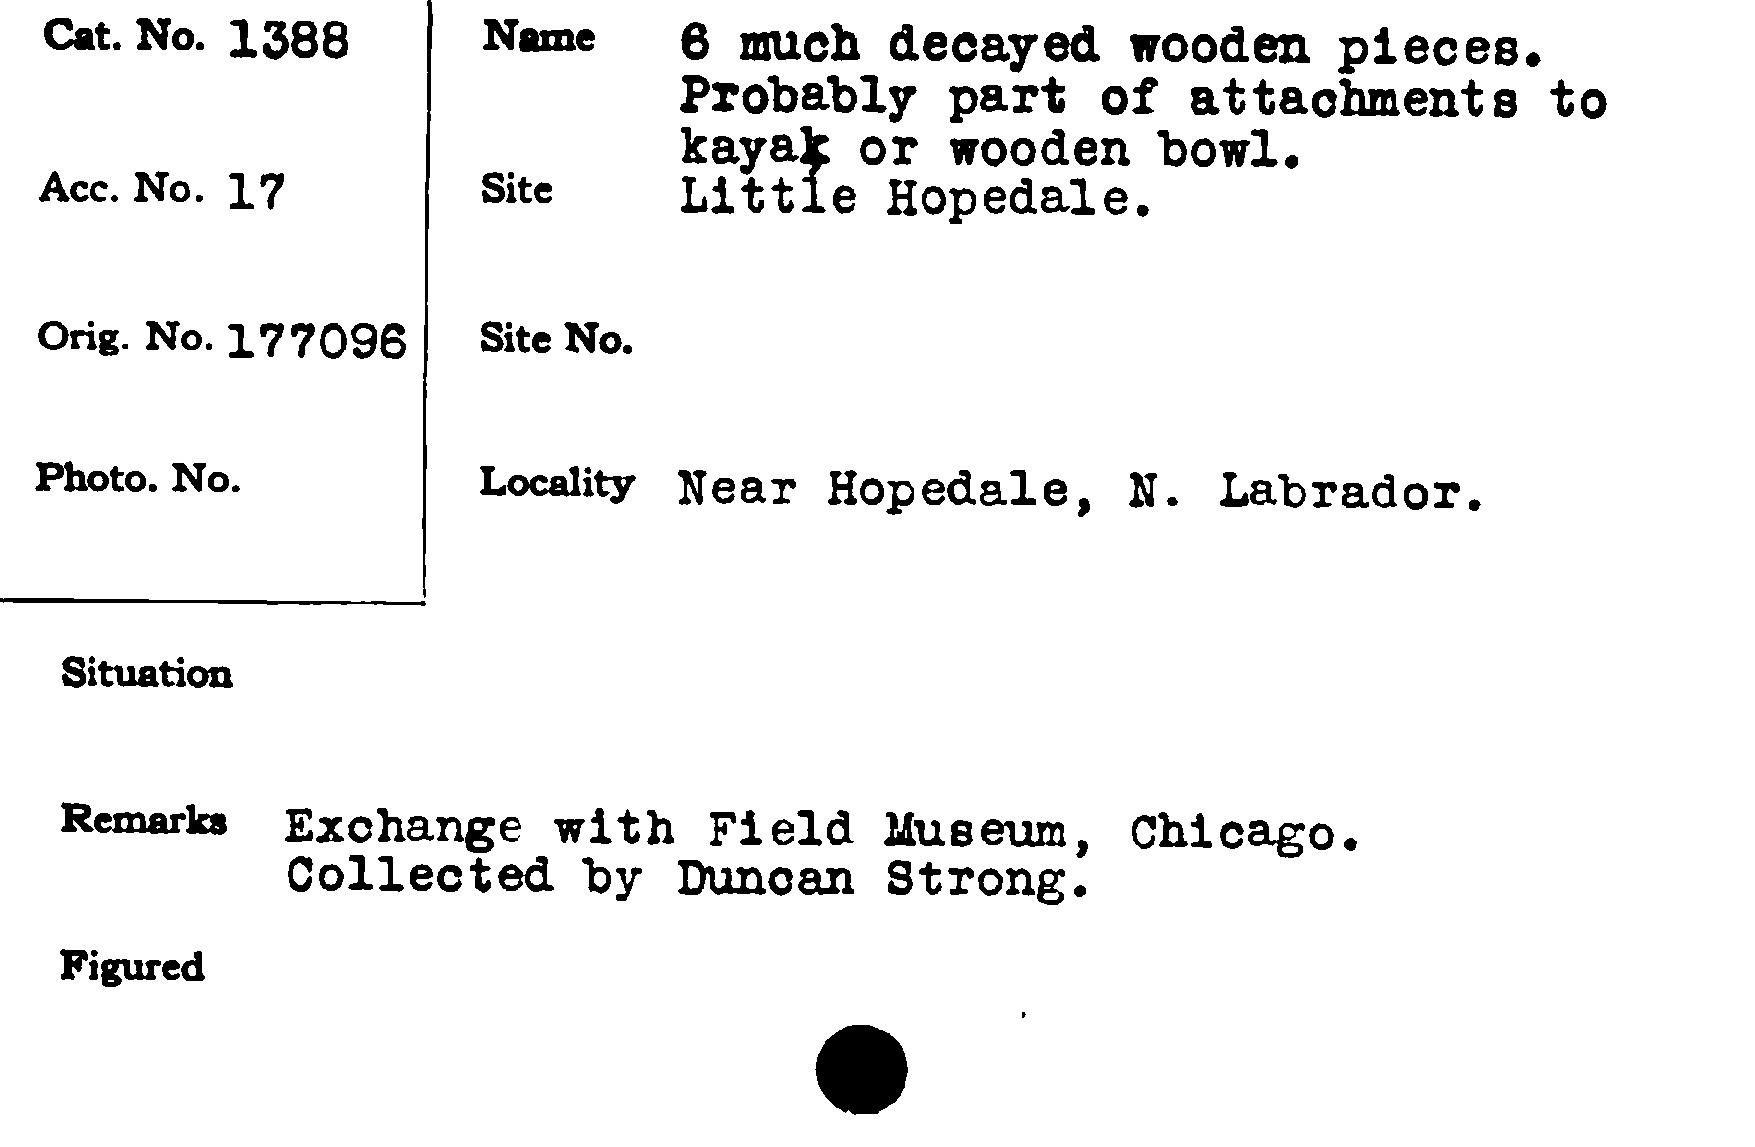 Cat. No. 1388
Name 6 much decayed wooden pieces.
Probably part of attachments to
kayak or wooden bowl.
Acc. No. 17
Site Little Hopedale.
Orig. No. 177096
Site No.
Photo. No.
Locality Near Hopedale, N. Labrador.
Situation
Remarks Exchange with Field Museum, Chicago.
Collected by Duncan Strong.
Figured